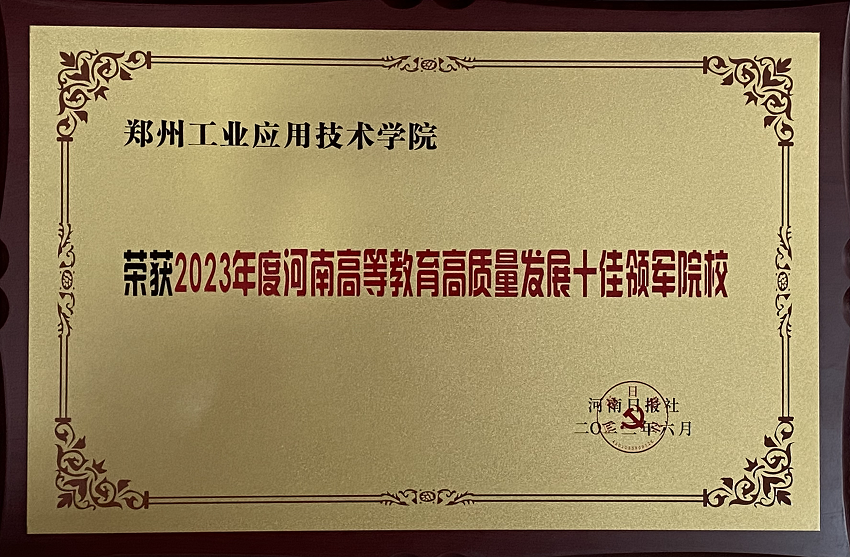 郑州工业应用技术学院
荣获2023年度河南高等教育高质量发展十佳领军院校
河南日报社
二〇二三年六月